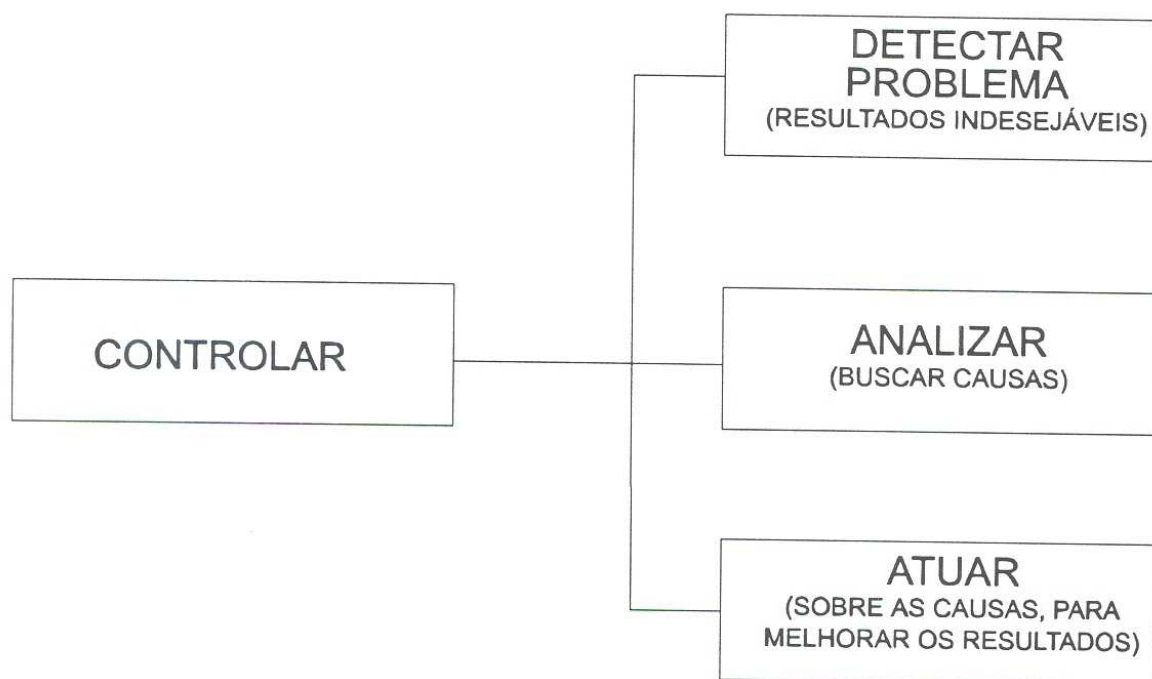 DETECTAR
PROBLEMA
(RESULTADOS INDESEJÁVEIS)
CONTROLAR
ANALIZAR
(BUSCAR CAUSAS)
ATUAR
(SOBRE AS CAUSAS, PARA
MELHORAR OS RESULTADOS)